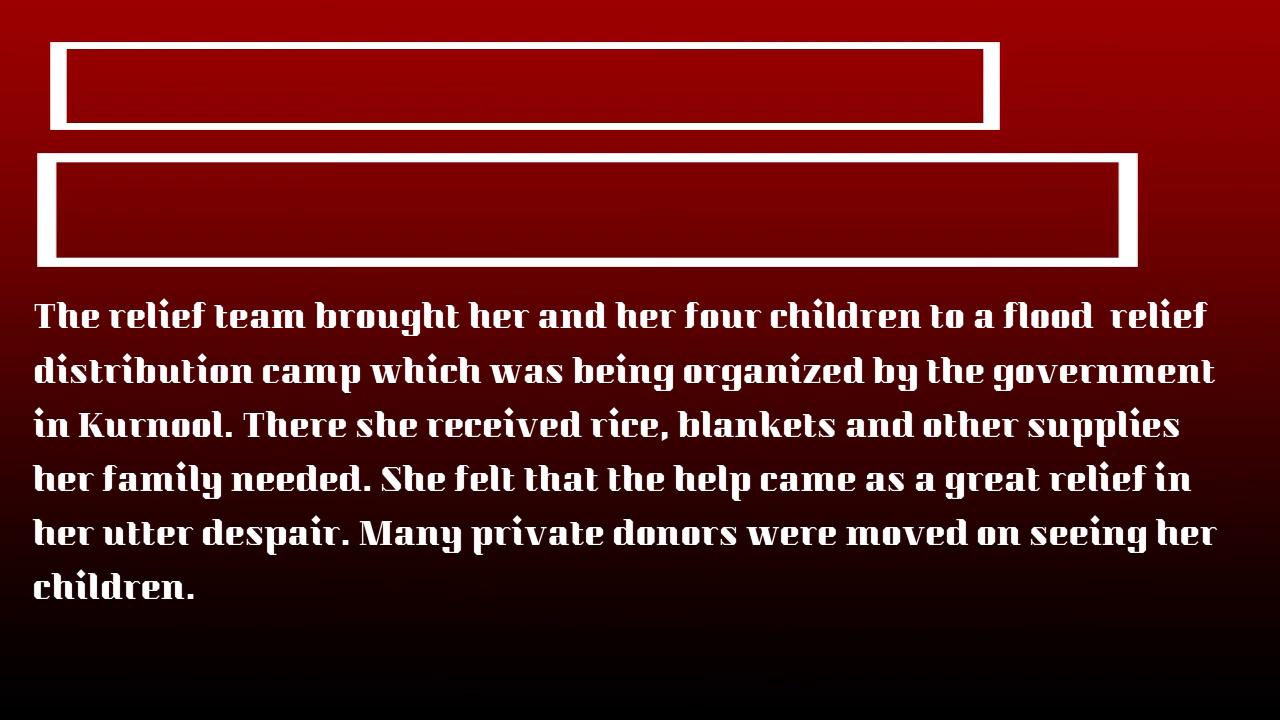 The relief team brought her and her four children to a flood  relief
distribution camp which was being organized by the government
in Kurnool. There she received rice, blankets and other supplies
her family needed. She felt that the help came as a great relief in
her utter despair. Many private donors were moved on seeing her
children.